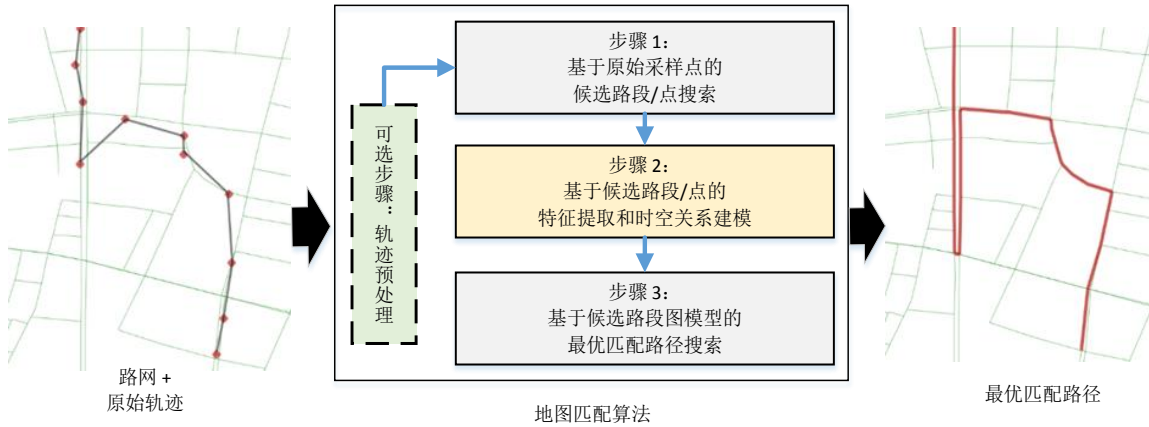 路网 +
原始轨迹
可选步骤：轨迹预处理
步骤 1：
基于原始采样点的
候选路段/点搜索
步骤 2：
基于候选路段/点的
特征提取和时空关系建模
步骤 3：
基于候选路段图模型的
最优匹配路径搜索
地图匹配算法
最优匹配路径